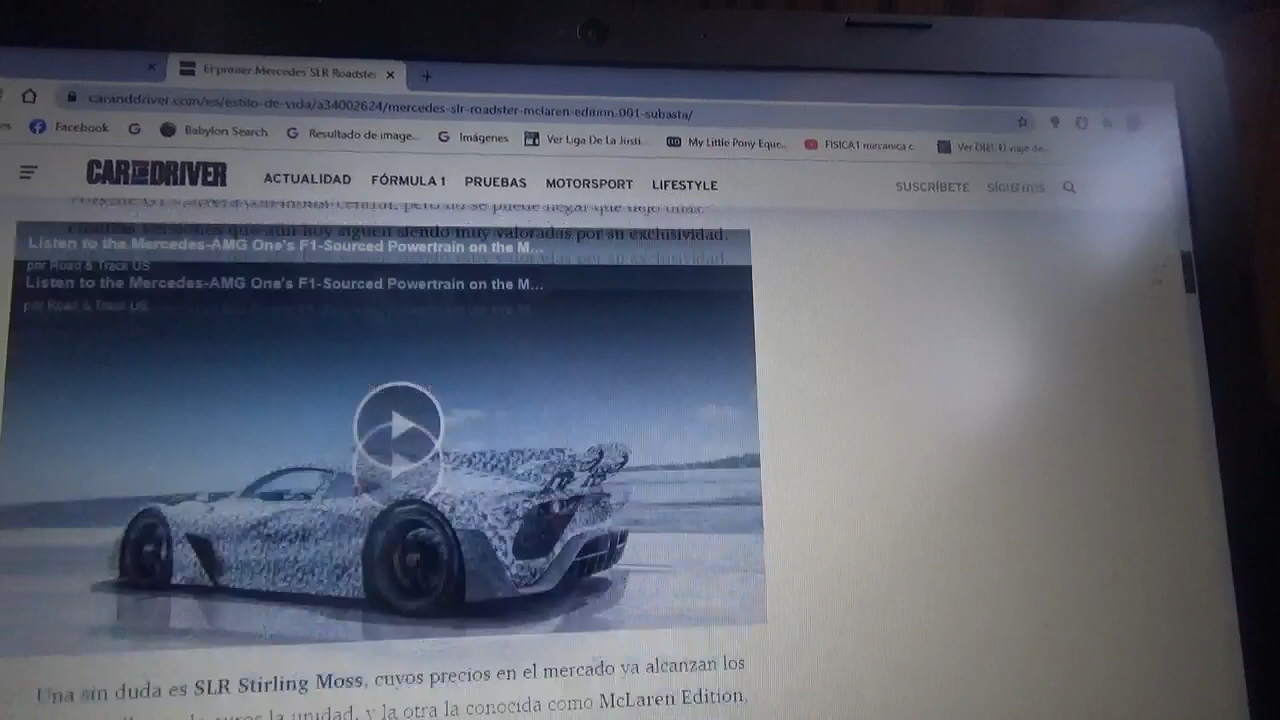 El primer Mercedes SLR Roadste:
caranddriver.com/es/estilo-de-vida/a34002624/mercedes-slr-roadster-mclaren-edition-001-subasta/
Facebook
Babylon Search
Resultado de image...
Imágenes
Ver Liga De La Justi...
My Little Pony Eque...
FISICA1 mecanica c
Ver
CAR AND DRIVER
ACTUALIDAD
FÓRMULA 1
PRUEBAS
MOTORSPORT
LIFESTYLE
SUSCRÍBETE
SÍGUENOS
que aún hoy siguen siendo muy valoradas por su exclusividad.
Listen to the Mercedes-AMG One's F1-Sourced Powertrain on the M...
por Road & Track US
Listen to the Mercedes-AMG One's F1-Sourced Powertrain on the M...
por Road & Track US
Una sin duda es SLR Stirling Moss, cuyos precios en el mercado ya alcanzan los
la unidad, y la otra la conocida como McLaren Edition,